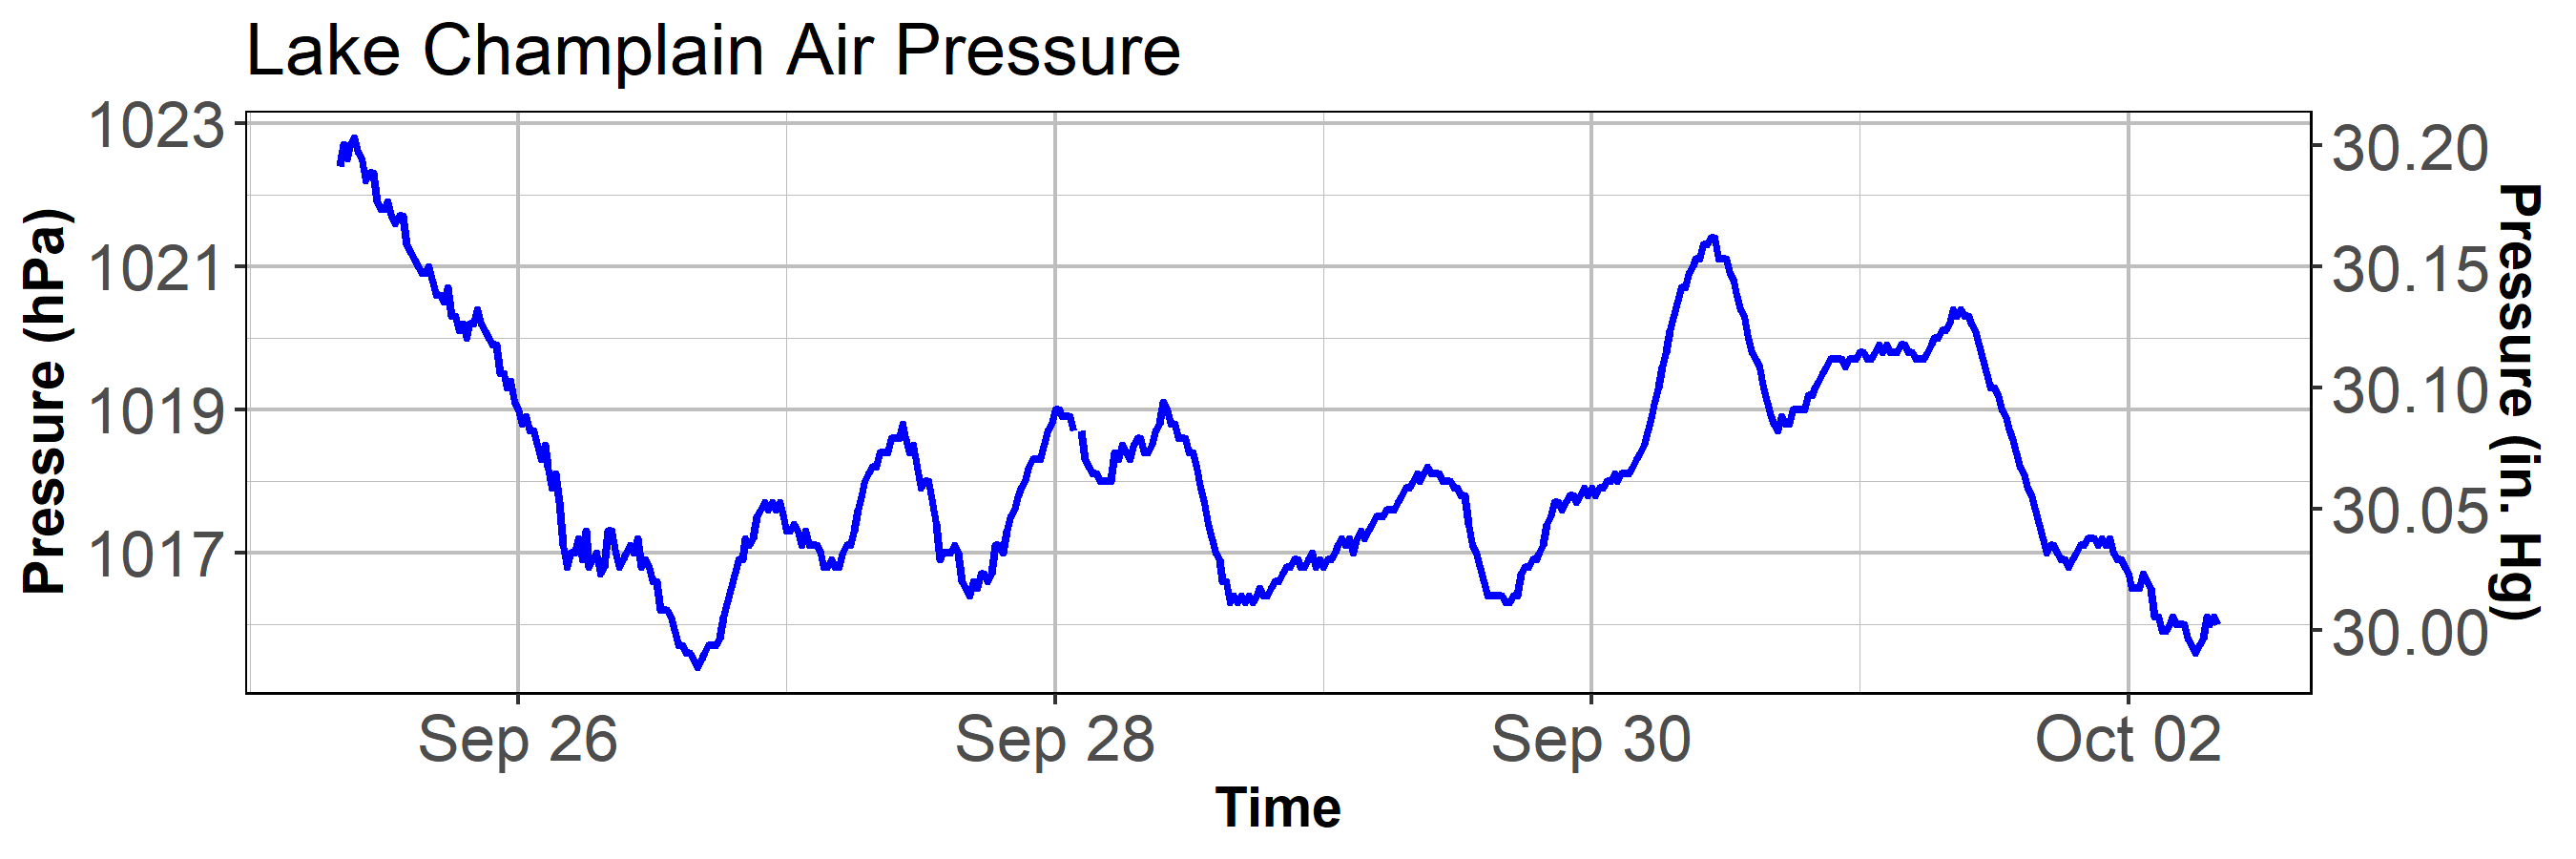 Lake Champlain Air Pressure
1023
1021
1019
1017
Pressure (hPa)
30.20
30.15
30.10
30.05
30.00
Pressure (in. Hg)
Sep 26
Sep 28
Sep 30
Oct 02
Time